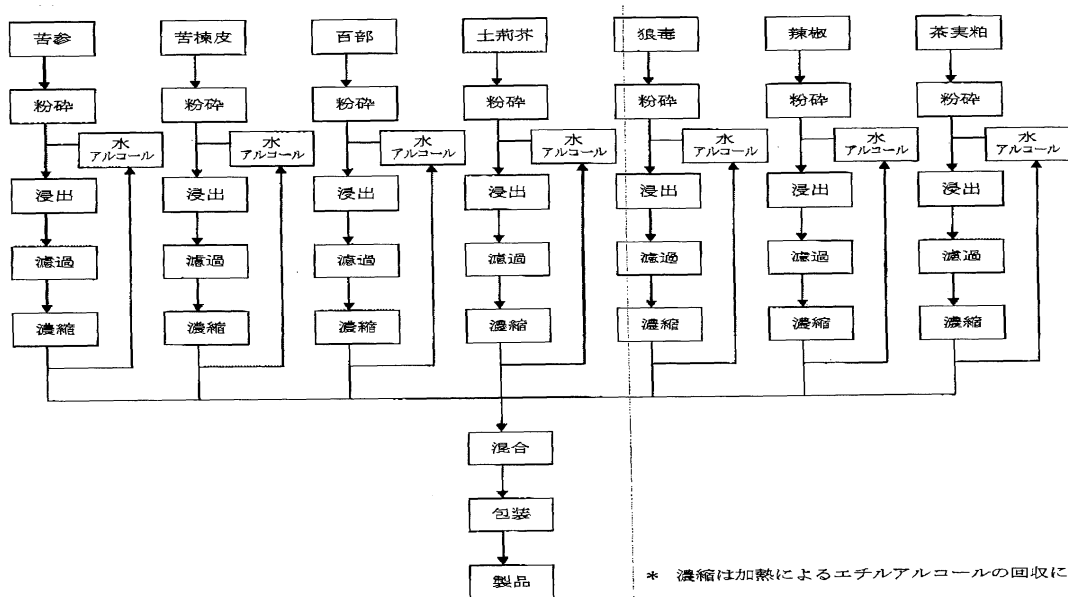 苦参
苦楝皮
百部
土荊芥
狼毒
辣椒
茶実粕
粉砕
粉砕
粉砕
粉砕
粉砕
粉砕
粉砕
水
アルコール
水
アルコール
水
アルコール
水
アルコール
水
アルコール
水
アルコール
水
アルコール
浸出
浸出
浸出
浸出
浸出
浸出
浸出
濾過
濾過
濾過
濾過
濾過
濾過
濾過
濃縮
濃縮
濃縮
濃縮
濃縮
濃縮
濃縮
混合
包装
製品
* 濃縮は加熱によるエチルアルコールの回収に